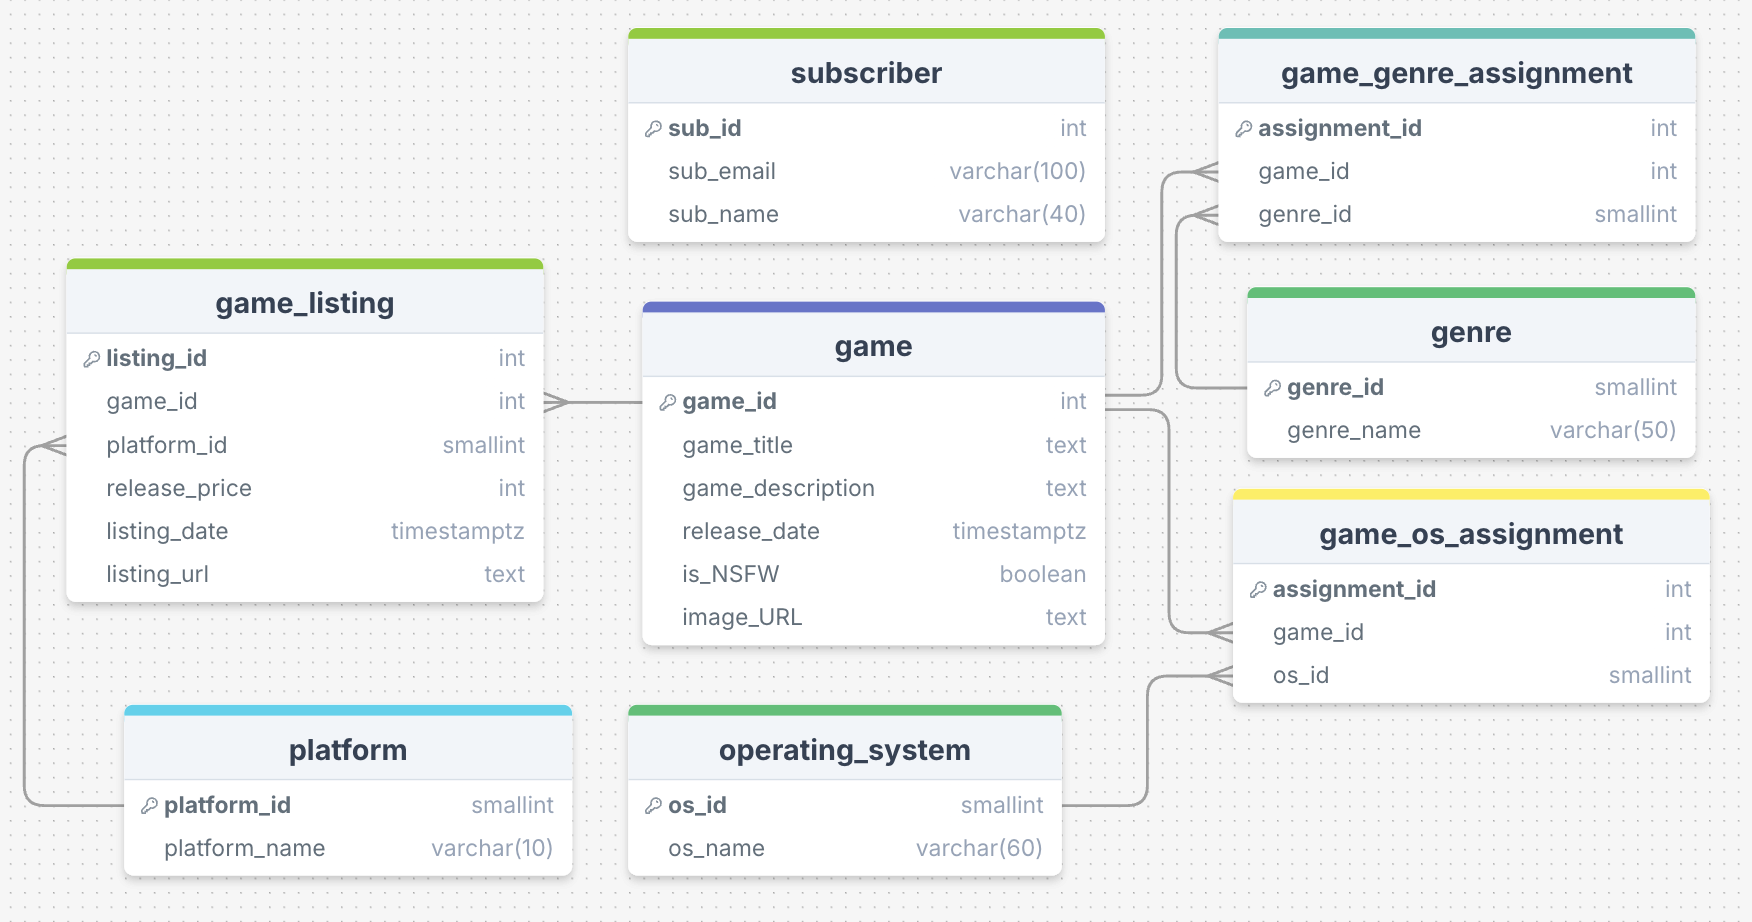 subscriber
sub_id int
sub_email varchar(100)
sub_name varchar(40)
game_genre_assignment
assignment_id int
game_id int
genre_id smallint
game_listing
listing_id int
game_id int
platform_id smallint
release_price int
listing_date timestamptz
listing_url text
game
game_id int
game_title text
game_description text
release_date timestamptz
is_NSFW boolean
image_URL text
genre
genre_id smallint
genre_name varchar(50)
game_os_assignment
assignment_id int
game_id int
os_id smallint
platform
platform_id smallint
platform_name varchar(10)
operating_system
os_id smallint
os_name varchar(60)